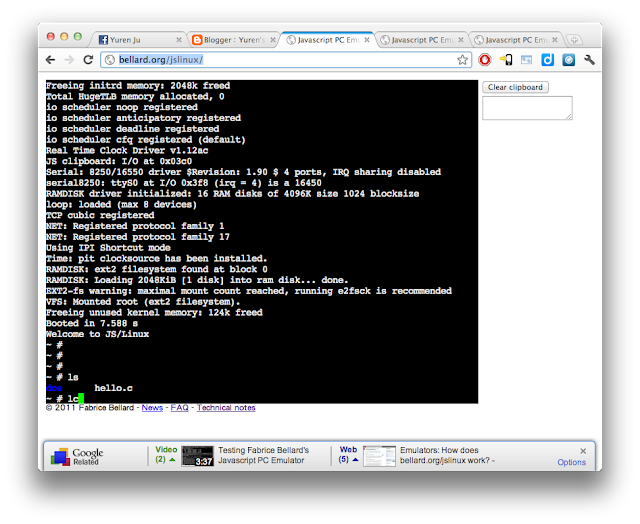 Yuren Ju
Blogger: Yuren's
Javascript PC Emu
Javascript PC Emu
Javascript PC Emu
bellard.org/jslinux/
Freeing initrd memory: 2048k freed
Total HugeTLB memory allocated, 0
io scheduler noop registered
io scheduler anticipatory registered
io scheduler deadline registered
io scheduler cfq registered (default)
Real Time Clock Driver v1.12ac
JS clipboard: I/O at 0x03c0
Serial: 8250/16550 driver $Revision: 1.90 $ 4 ports, IRQ sharing disabled
serial8250: ttyS0 at I/O 0x3f8 (irq = 4) is a 16450
RAMDISK driver initialized: 16 RAM disks of 4096K size 1024 blocksize
loop: loaded (max 8 devices)
TCP cubic registered
NET: Registered protocol family 1
NET: Registered protocol family 17
Using IPI Shortcut mode
Time: pit clocksource has been installed.
RAMDISK: ext2 filesystem found at block 0
RAMDISK: Loading 2048KiB [1 disk] into ram disk... done.
EXT2-fs warning: maximal mount count reached, running e2fsck is recommended
VFS: Mounted root (ext2 filesystem).
Freeing unused kernel memory: 124k freed
Booted in 7.588 s
Welcome to JS/Linux
~ #
~ #
~ #
~ # ls
dos hello.c
~ # lc
Clear clipboard
© 2011 Fabrice Bellard - News - FAQ - Technical notes
Google
Related
Video
(2)
3:37
Testing Fabrice Bellard's
Javascript PC Emulator
Web
(5)
Emulators: How does
bellard.org/jslinux work? -
Options